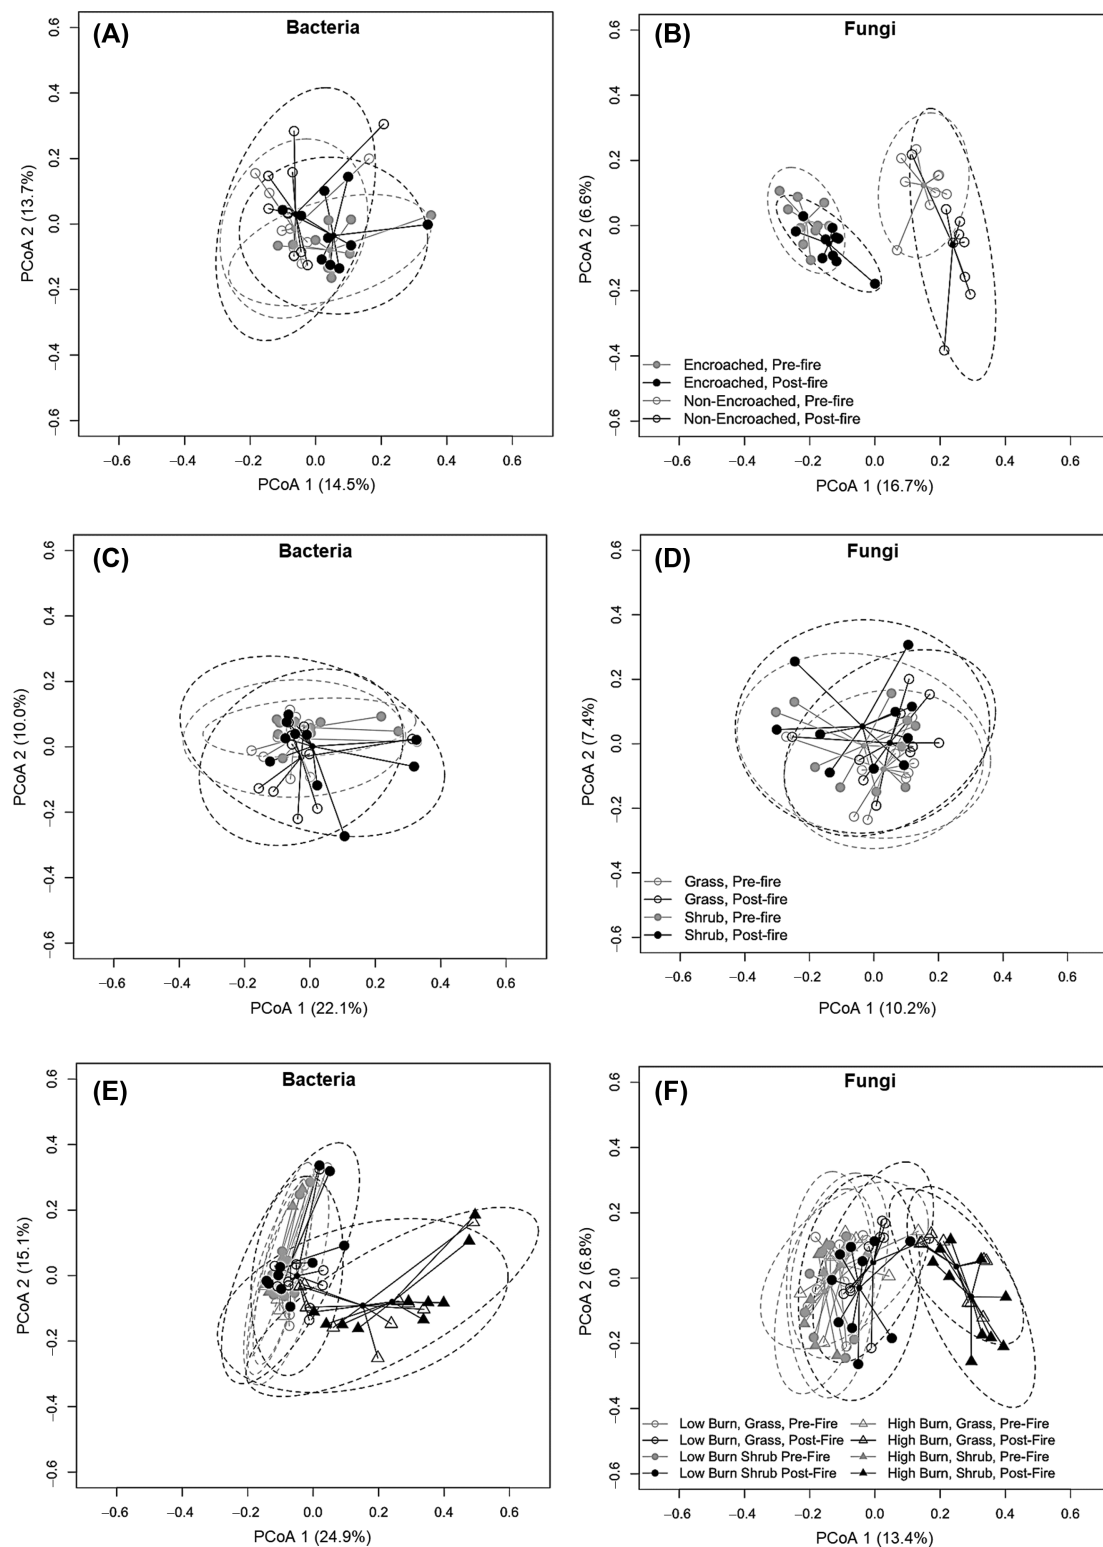 (A)
Bacteria
0.6
0.4
0.2
0.0
−0.2
−0.4
−0.6
PCoA 2 (13.7%)
−0.6 −0.4 −0.2 0.0 0.2 0.4 0.6
PCoA 1 (14.5%)
(B)
Fungi
0.6
0.4
0.2
0.0
−0.2
−0.4
−0.6
PCoA 2 (6.6%)
Encroached, Pre-fire
Encroached, Post-fire
Non-Encroached, Pre-fire
Non-Encroached, Post-fire
−0.6 −0.4 −0.2 0.0 0.2 0.4 0.6
PCoA 1 (16.7%)
(C)
Bacteria
0.6
0.4
0.2
0.0
−0.2
−0.4
−0.6
PCoA 2 (10.0%)
−0.6 −0.4 −0.2 0.0 0.2 0.4 0.6
PCoA 1 (22.1%)
(D)
Fungi
0.6
0.4
0.2
0.0
−0.2
−0.4
−0.6
PCoA 2 (7.4%)
Grass, Pre-fire
Grass, Post-fire
Shrub, Pre-fire
Shrub, Post-fire
−0.6 −0.4 −0.2 0.0 0.2 0.4 0.6
PCoA 1 (10.2%)
(E)
Bacteria
0.6
0.4
0.2
0.0
−0.2
−0.4
−0.6
PCoA 2 (15.1%)
−0.6 −0.4 −0.2 0.0 0.2 0.4 0.6
PCoA 1 (24.9%)
(F)
Fungi
0.6
0.4
0.2
0.0
−0.2
−0.4
−0.6
PCoA 2 (6.8%)
Low Burn, Grass, Pre-Fire
Low Burn, Grass, Post-Fire
Low Burn Shrub Pre-Fire
Low Burn Shrub Post-Fire
High Burn, Grass, Pre-Fire
High Burn, Grass, Post-Fire
High Burn, Shrub, Pre-Fire
High Burn, Shrub, Post-Fire
−0.6 −0.4 −0.2 0.0 0.2 0.4 0.6
PCoA 1 (13.4%)